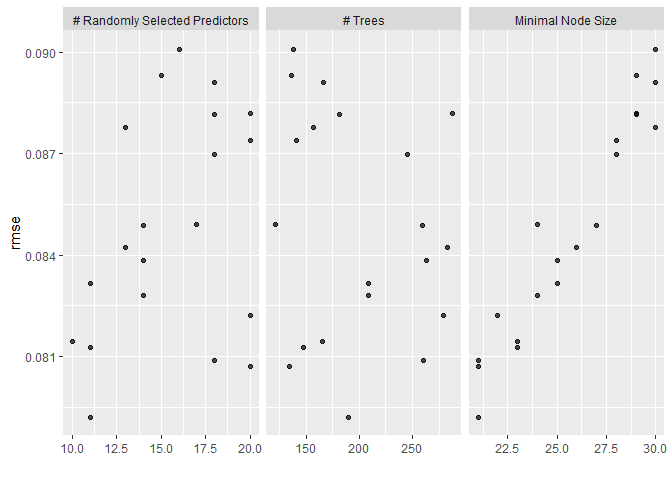 # Randomly Selected Predictors
# Trees
Minimal Node Size
0.090
0.087
0.084
0.081
rmse
10.0 12.5 15.0 17.5 20.0
150 200 250
22.5 25.0 27.5 30.0